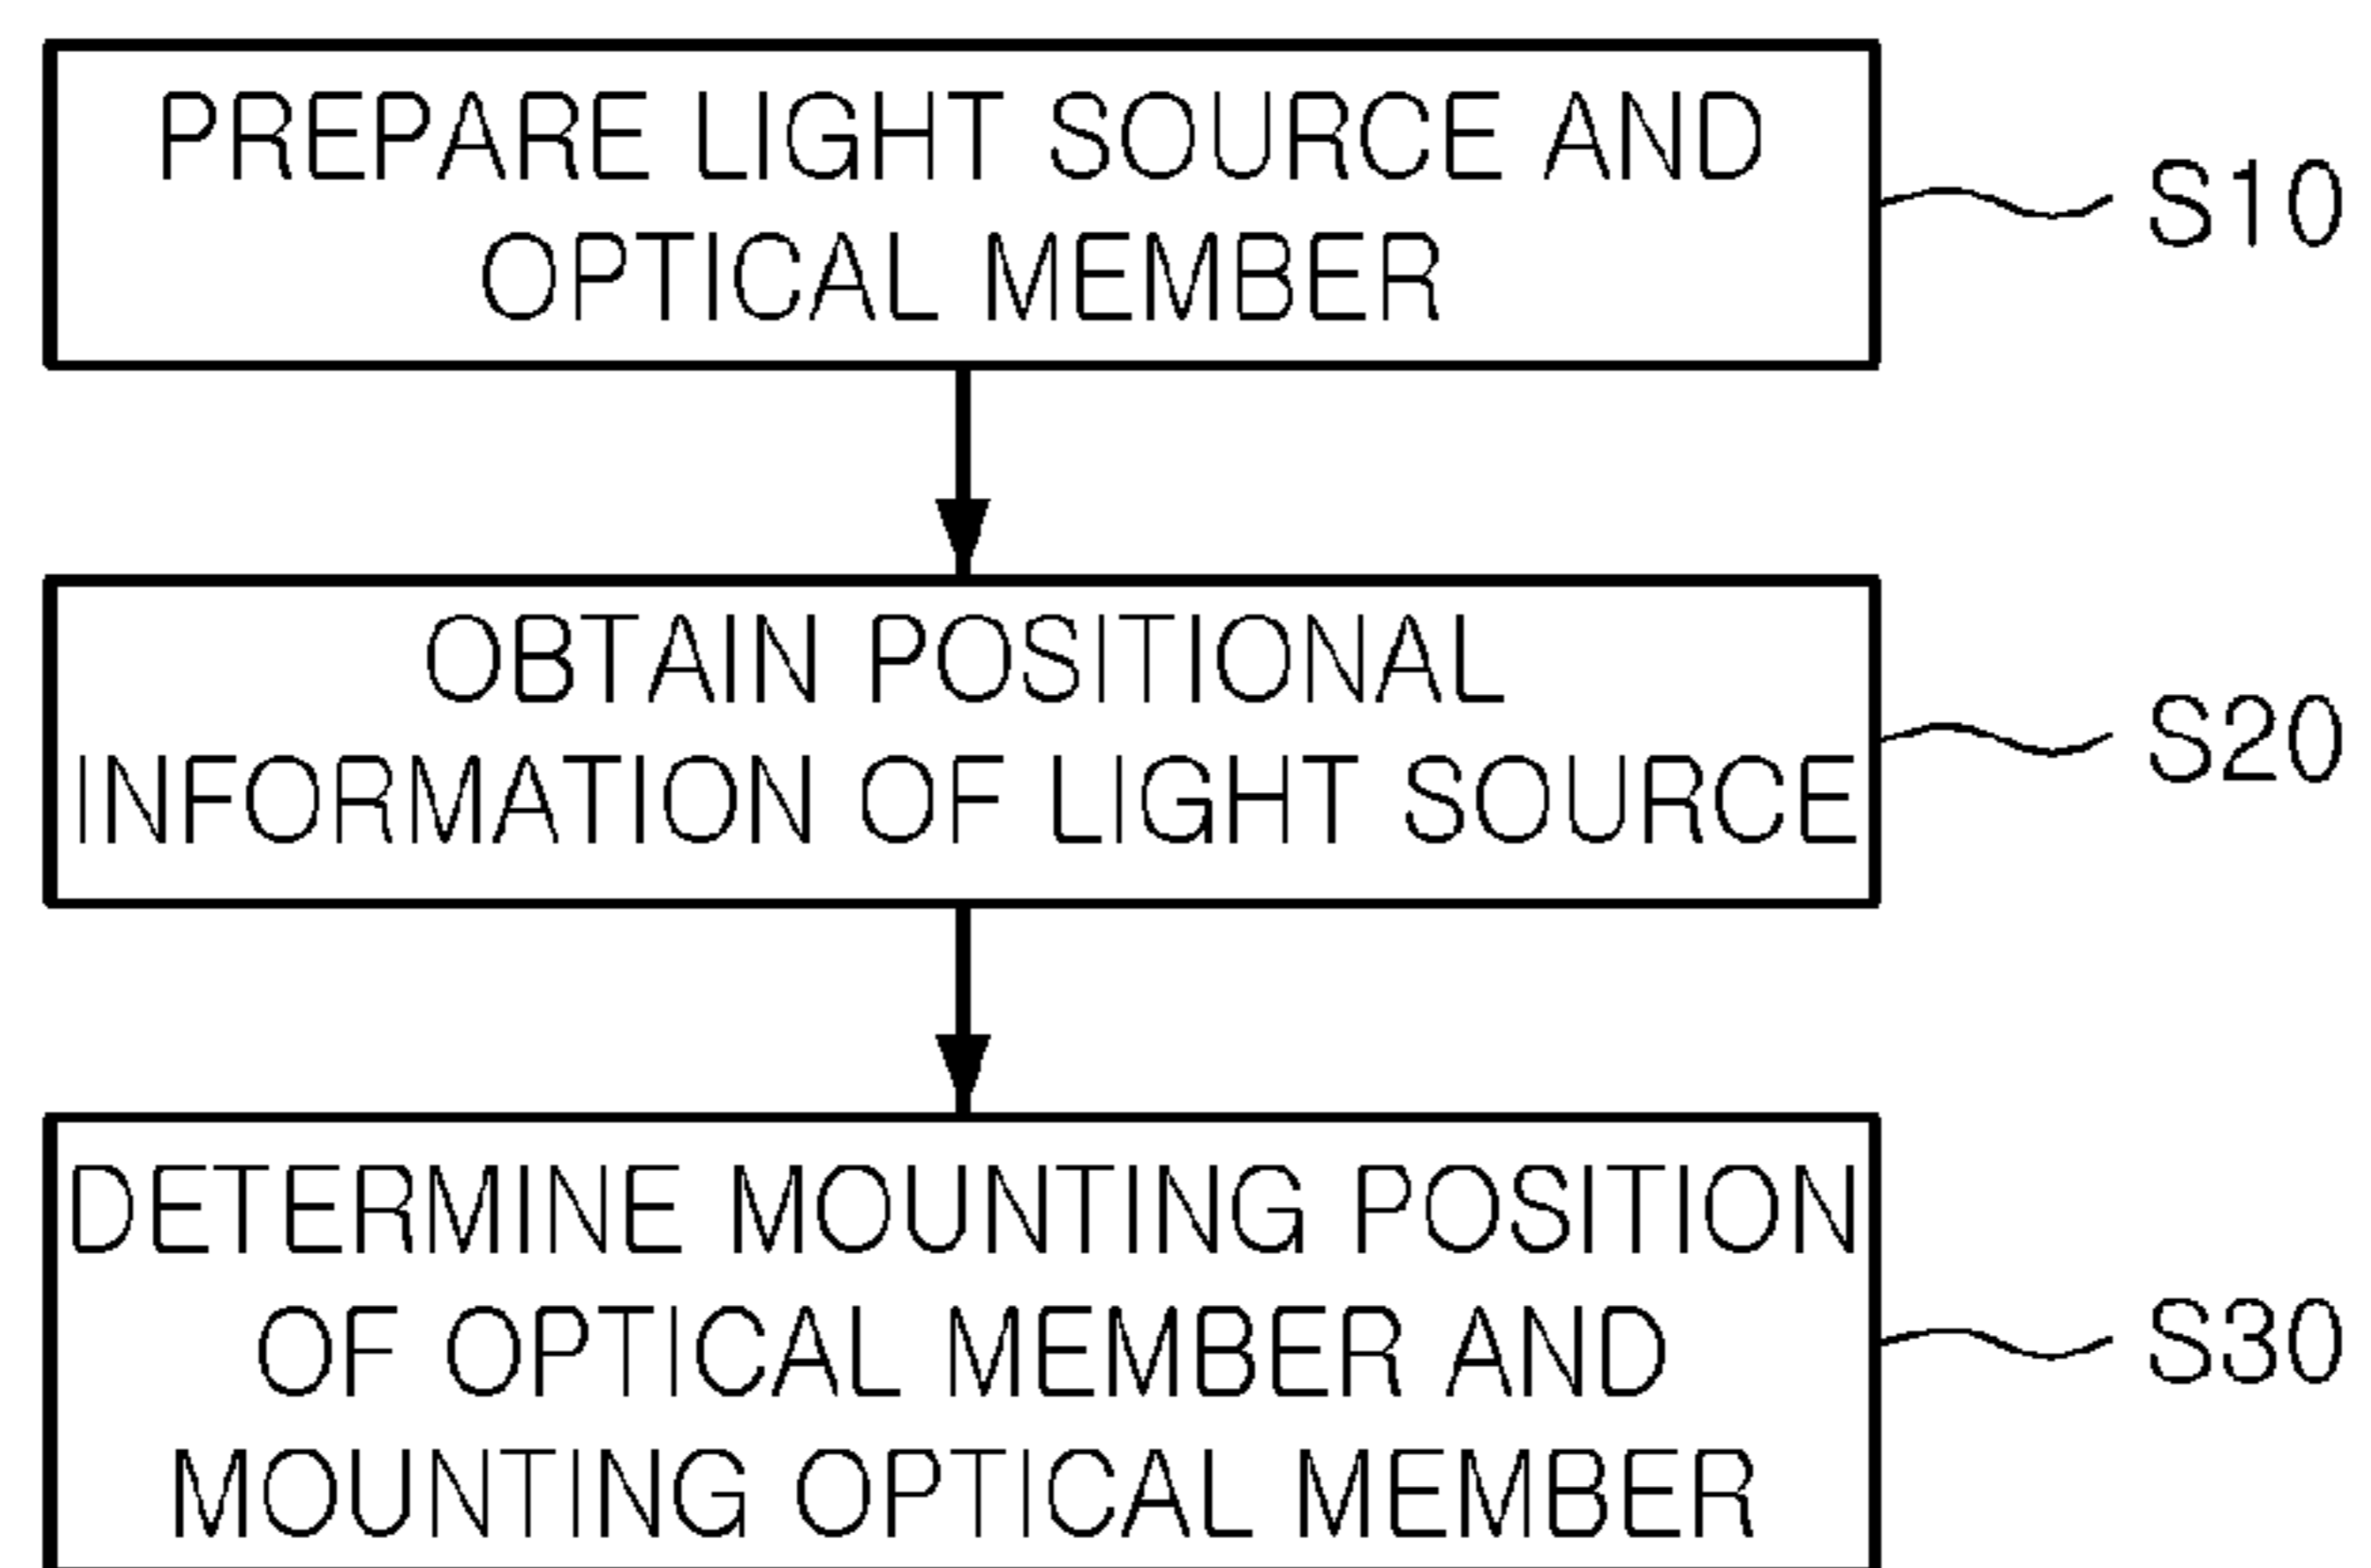 PREPARE LIGHT SOURCE AND
OPTICAL MEMBER
S10
OBTAIN POSITIONAL
INFORMATION OF LIGHT SOURCE
S20
DETERMINE MOUNTING POSITION
OF OPTICAL MEMBER AND
MOUNTING OPTICAL MEMBER
S30